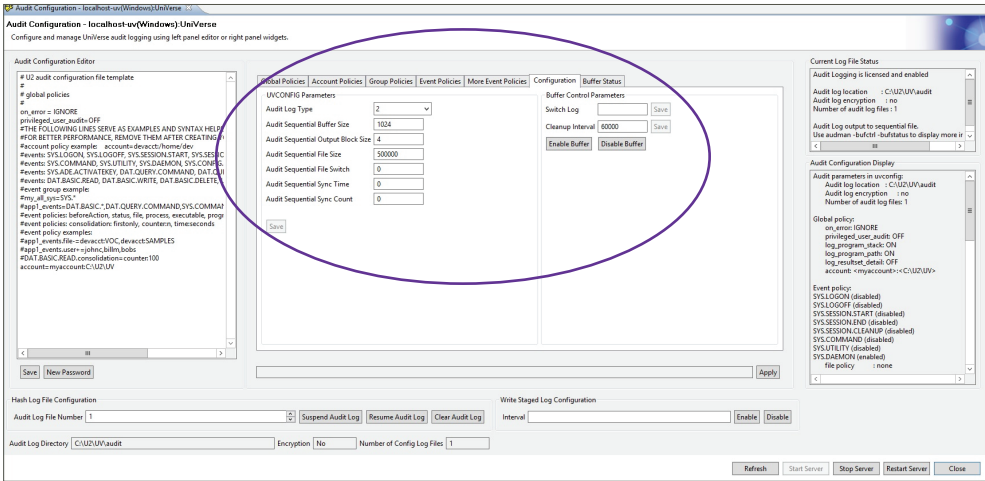 Audit Configuration - localhost-uv(Windows):UniVerse
Audit Configuration - localhost-uv(Windows):UniVerse
Configure and manage UniVerse audit logging using left panel editor or right panel widgets.
Audit Configuration Editor
# U2 audit configuration file template
#
# global policies
#
on_error = IGNORE
privileged_user_audit=OFF
#THE FOLLOWING LINES SERVE AS EXAMPLES AND SYNTAX HELP
#FOR BETTER PERFORMANCE, REMOVE THEM AFTER CREATING
#account policy example: account=devacct:/home/dev
#events: SYS.LOGON, SYS.LOGOFF, SYS.SESSION.START, SYS.SESSIC
#events: SYS.COMMAND, SYS.UTILITY, SYS.DAEMON, SYS.CONFIG.
#events: SYS.ADE.ACTIVATEKEY, DAT.QUERY.COMMAND, DAT.QUI
#events: DAT.BASIC.READ, DAT.BASIC.WRITE, DAT.BASIC.DELETE,
#event group example:
#my_all_sys=SYS.*
#app1_events=DAT.BASIC.*,DAT.QUERY.COMMAND,SYS.COMMAN
#event policies: beforeAction, status, file, process, executable, progr
#event policies: consolidation: firstonly, counter:n, time:seconds
#event policy examples:
#app1_events.file-=devacct:VOC,devacct:SAMPLES
#app1_events.user+=johnc,billm,bobs
#DAT.BASIC.READ.consolidation=counter:100
account=myaccount:C:\U2\UV
Save New Password
Global Policies Account Policies Group Policies Event Policies More Event Policies Configuration Buffer Status
UVCONFIG Parameters
Audit Log Type 2
Audit Sequential Buffer Size 1024
Audit Sequential Output Block Size 4
Audit Sequential File Size 500000
Audit Sequential File Switch 0
Audit Sequential Sync Time 0
Audit Sequential Sync Count 0
Save
Buffer Control Parameters
Switch Log Save
Cleanup Interval 60000 Save
Enable Buffer Disable Buffer
Apply
Current Log File Status
Audit Logging is licensed and enabled
Audit log location : C:\U2\UV\audit
Audit log encryption : no
Number of audit log files : 1
Audit Log output to sequential file.
Use audman -bufctrl -bufstatus to display more ir
Audit Configuration Display
Audit parameters in uvconfig:
Audit log location : C:\U2\UV\audit
Audit log encryption : no
Number of audit log files: 1
Global policy:
on_error: IGNORE
privileged_user_audit: OFF
log_program_stack: ON
log_program_path: ON
log_resultset_detail: OFF
account: <myaccount>:<C:\U2\UV>
Event policy:
SYS.LOGON (disabled)
SYS.LOGOFF (disabled)
SYS.SESSION.START (disabled)
SYS.SESSION.END (disabled)
SYS.SESSION.CLEANUP (disabled)
SYS.COMMAND (disabled)
SYS.UTILITY (disabled)
SYS.DAEMON (enabled)
file policy : none
Hash Log File Configuration
Audit Log File Number 1 Suspend Audit Log Resume Audit Log Clear Audit Log
Write Staged Log Configuration
Interval Enable Disable
Audit Log Directory C:\U2\UV\audit Encryption No Number of Config Log Files 1
Refresh Start Server Stop Server Restart Server Close